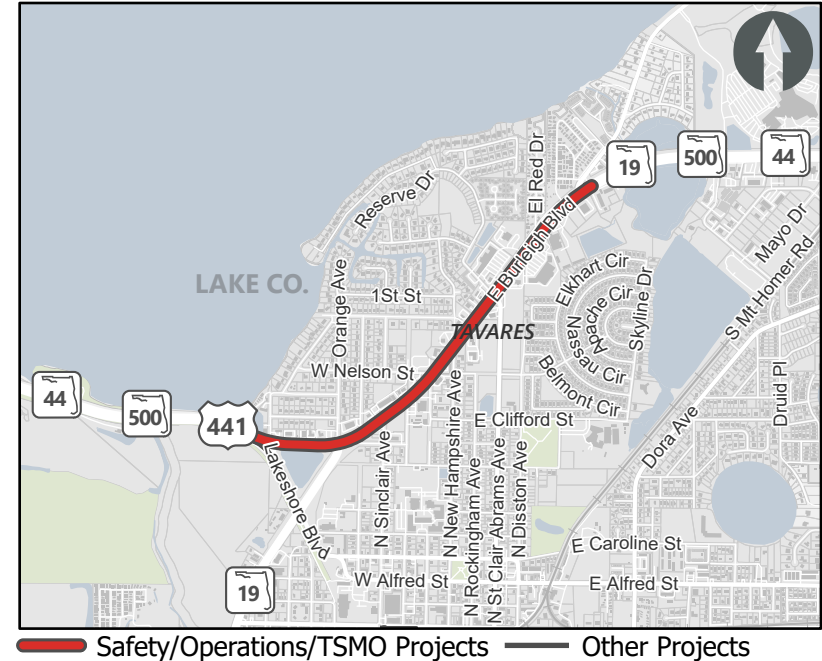 19
500
44
El Red Dr
Reserve Dr
E Burleigh Blvd
Mayo Dr
S Mt Homer Rd
LAKE CO.
Orange Ave
1St St
Elkhart Cir
Apache Cir
Nassau Cir
Skyline Dr
TAVARES
W Nelson St
Belmont Cir
Druid Pl
44
500
441
E Clifford St
Dora Ave
Lakeshore Blvd
N Sinclair Ave
N New Hampshire Ave
N Rockingham Ave
N St Clair Abrams Ave
N Disston Ave
E Caroline St
W Alfred St
E Alfred St
19
Safety/Operations/TSMO Projects
Other Projects